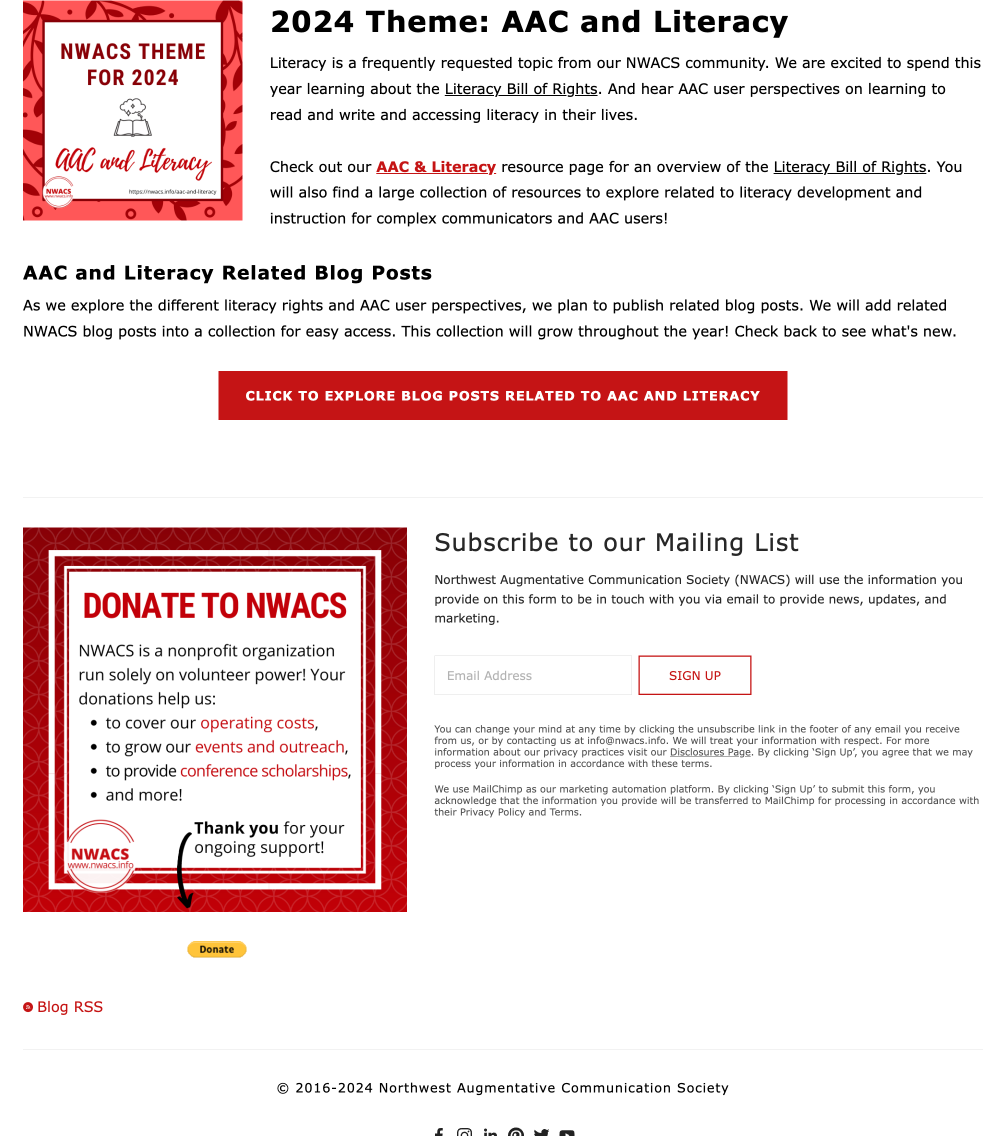 NWACS THEME
FOR 2024
AAC and Literacy
NWACS
www.nwacs.info
https://nwacs.info/aac-and-literacy
2024 Theme: AAC and Literacy
Literacy is a frequently requested topic from our NWACS community. We are excited to spend this
year learning about the Literacy Bill of Rights. And hear AAC user perspectives on learning to
read and write and accessing literacy in their lives.
Check out our AAC & Literacy resource page for an overview of the Literacy Bill of Rights. You
will also find a large collection of resources to explore related to literacy development and
instruction for complex communicators and AAC users!
AAC and Literacy Related Blog Posts
As we explore the different literacy rights and AAC user perspectives, we plan to publish related blog posts. We will add related
NWACS blog posts into a collection for easy access. This collection will grow throughout the year! Check back to see what's new.
CLICK TO EXPLORE BLOG POSTS RELATED TO AAC AND LITERACY
DONATE TO NWACS
NWACS is a nonprofit organization
run solely on volunteer power! Your
donations help us:
• to cover our operating costs,
• to grow our events and outreach,
• to provide conference scholarships,
• and more!
Thank you for your
ongoing support!
NWACS
www.nwacs.info
Donate
Subscribe to our Mailing List
Northwest Augmentative Communication Society (NWACS) will use the information you
provide on this form to be in touch with you via email to provide news, updates, and
marketing.
Email Address
SIGN UP
You can change your mind at any time by clicking the unsubscribe link in the footer of any email you receive
from us, or by contacting us at info@nwacs.info. We will treat your information with respect. For more
information about our privacy practices visit our Disclosures Page. By clicking ‘Sign Up’, you agree that we may
process your information in accordance with these terms.
We use MailChimp as our marketing automation platform. By clicking ‘Sign Up’ to submit this form, you
acknowledge that the information you provide will be transferred to MailChimp for processing in accordance with
their Privacy Policy and Terms.
Blog RSS
© 2016-2024 Northwest Augmentative Communication Society